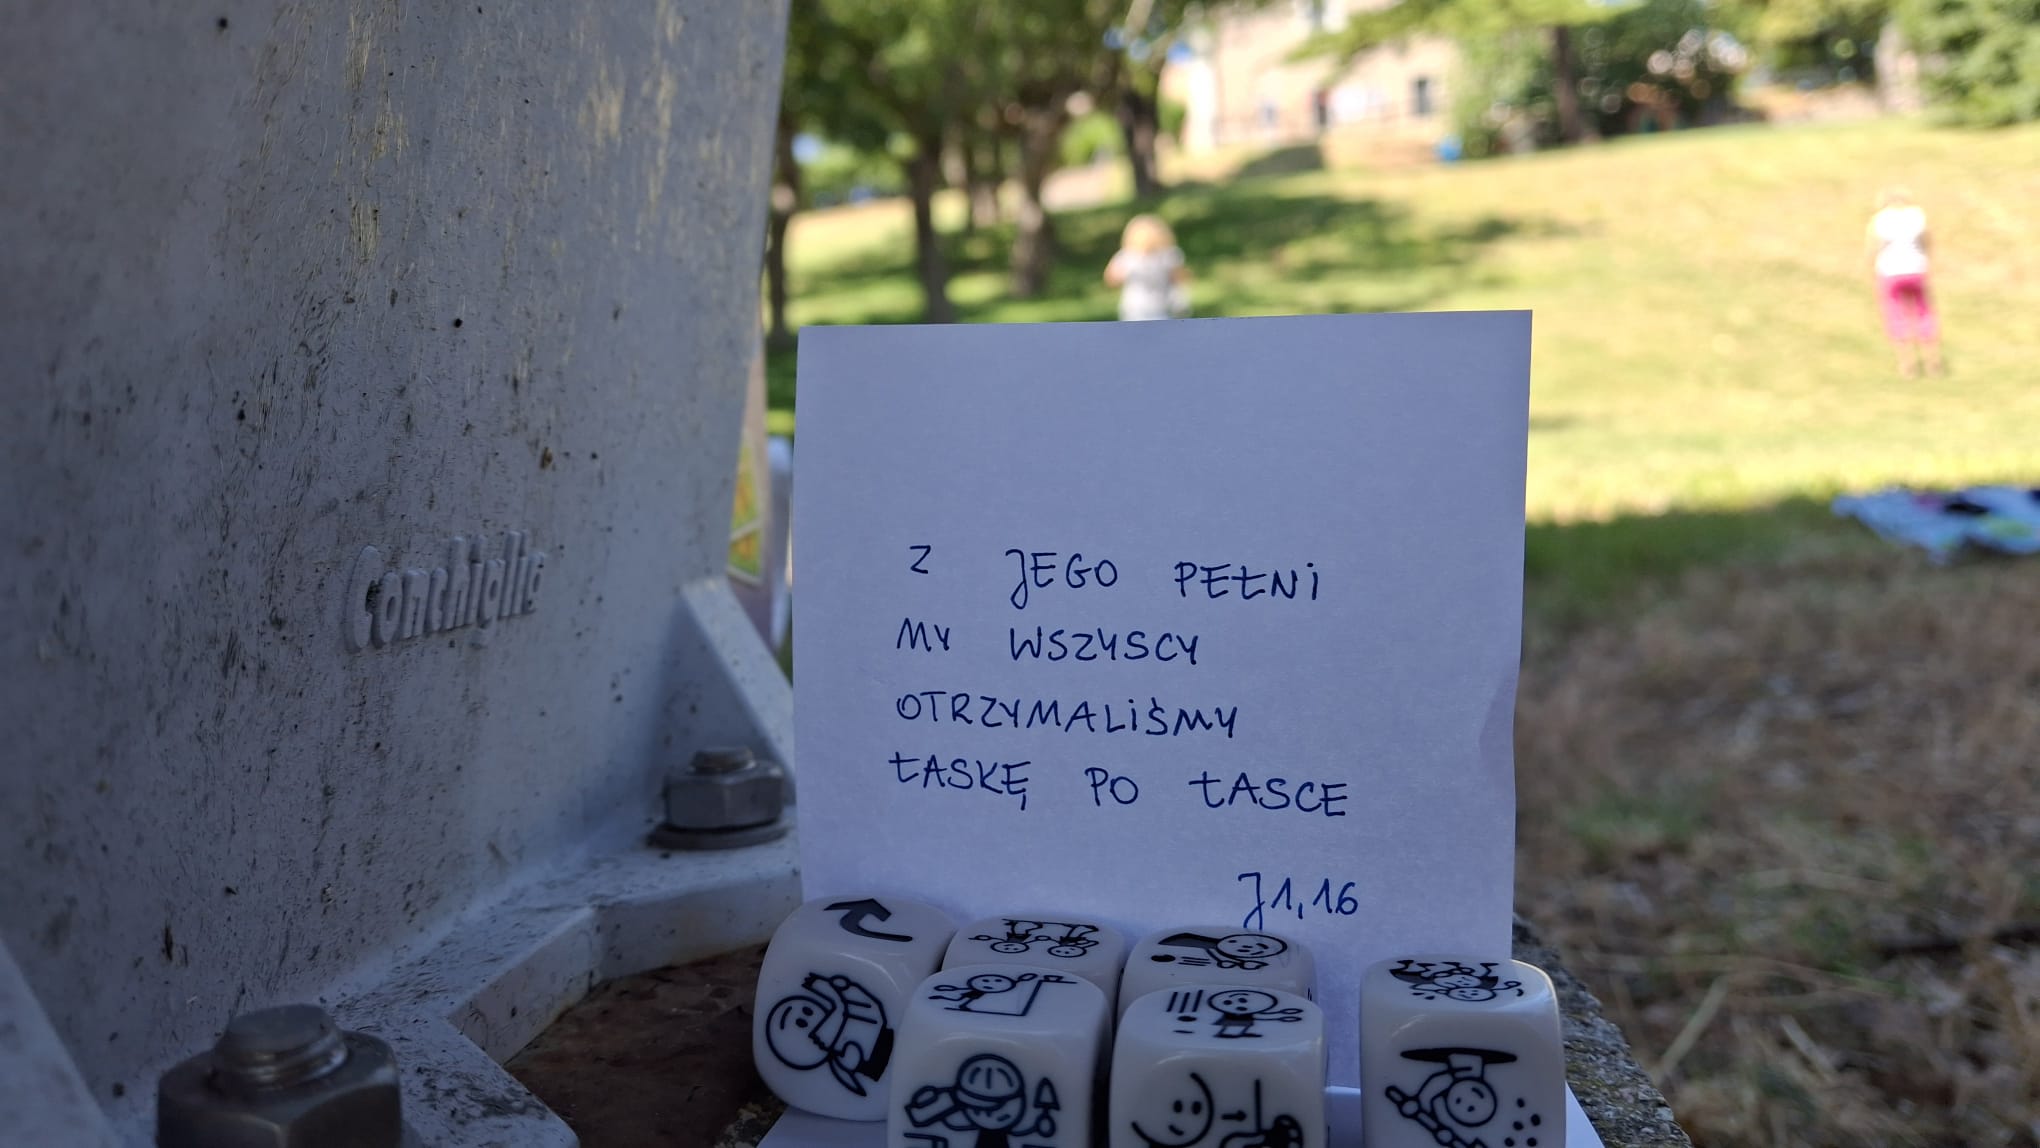 Conchiglia
Z JEGO PEŁNI
MY WSZYSCY
OTRZYMALIŚMY
ŁASKĘ PO ŁASCE
J1,16